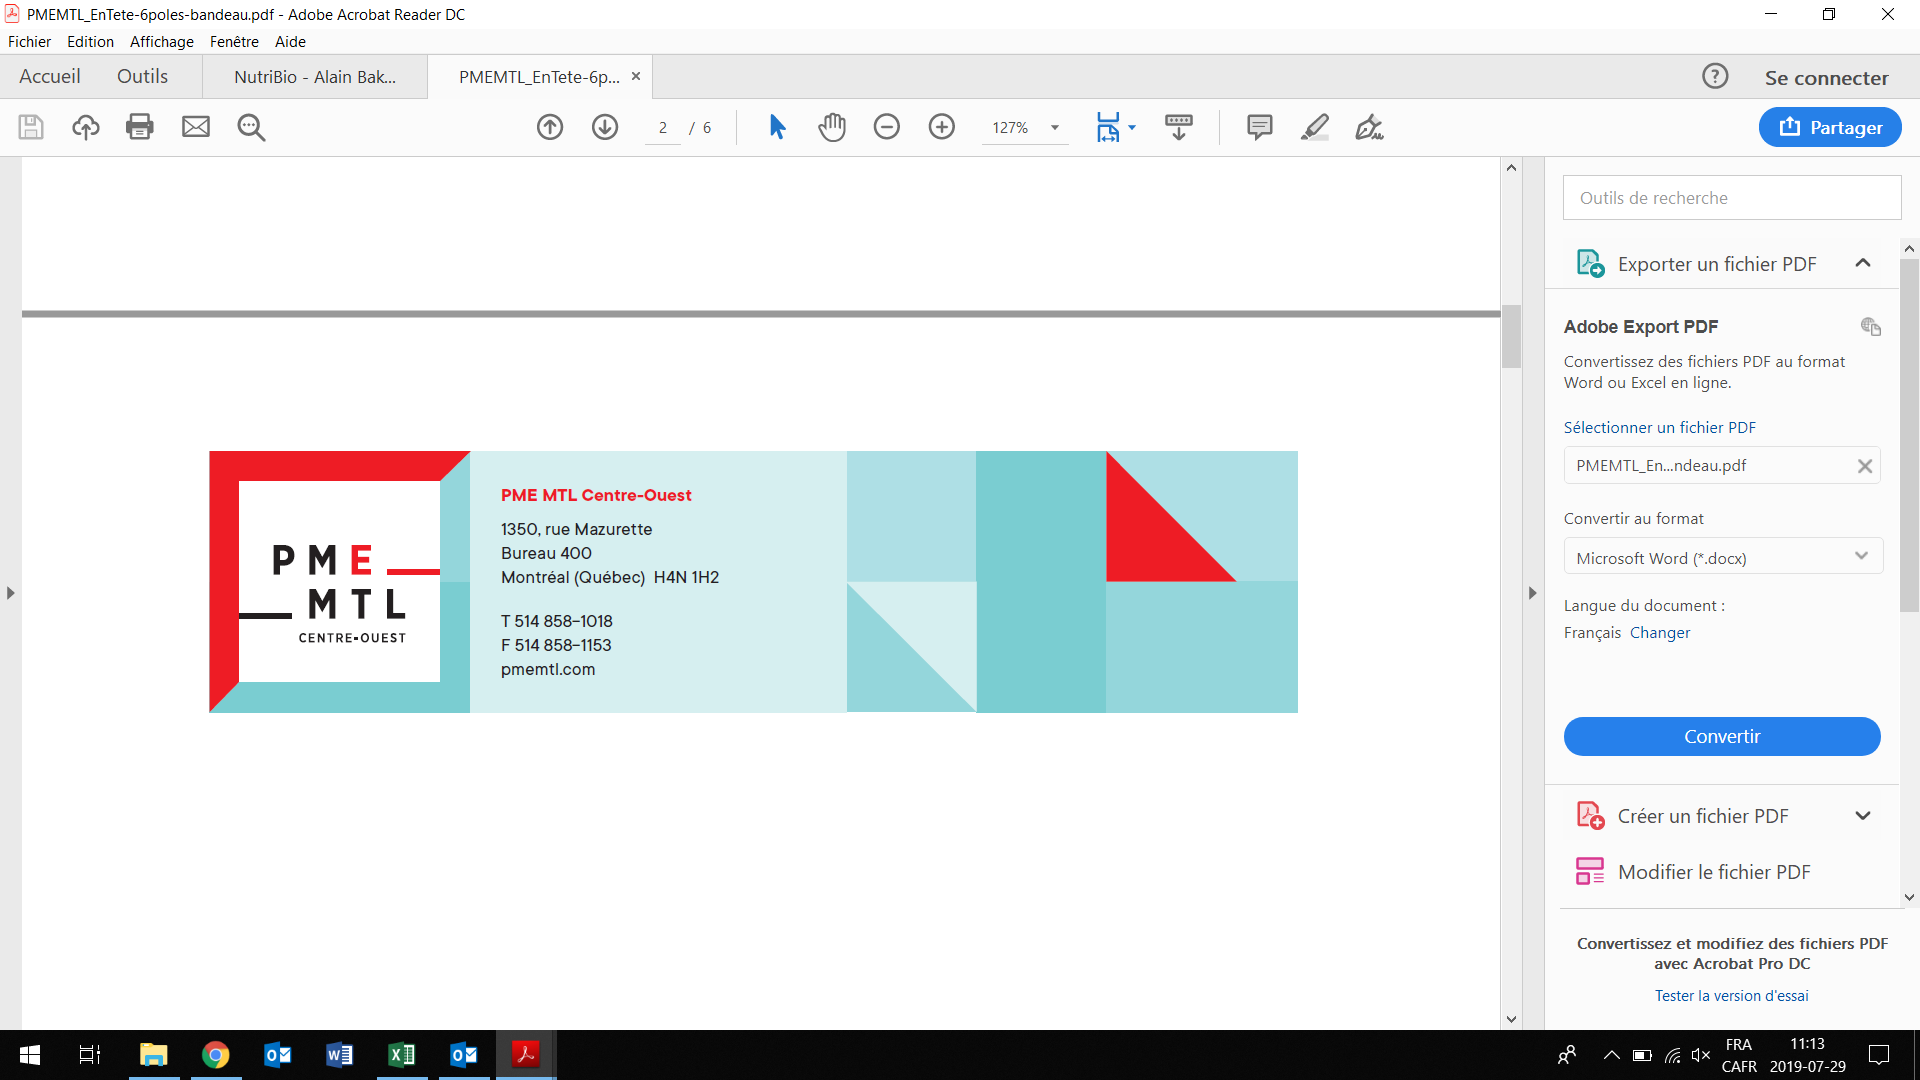 PMEMTL_EnTete-6poles-bandeau.pdf - Adobe Acrobat Reader DC
Fichier Edition Affichage Fenêtre Aide
Accueil Outils NutriBio - Alain Bak... PMEMTL_EnTete-6p... ×
Se connecter
2 / 6
127%
Partager
Outils de recherche
Exporter un fichier PDF
Adobe Export PDF
Convertissez des fichiers PDF au format
Word ou Excel en ligne.
Sélectionner un fichier PDF
PMEMTL_En...ndeau.pdf
Convertir au format
Microsoft Word (*.docx)
Langue du document :
Français Changer
Convertir
Créer un fichier PDF
Modifier le fichier PDF
Convertissez et modifiez des fichiers PDF
avec Acrobat Pro DC
Tester la version d'essai
PME
MTL
CENTRE-OUEST
PME MTL Centre-Ouest
1350, rue Mazurette
Bureau 400
Montréal (Québec) H4N 1H2
T 514 858-1018
F 514 858-1153
pmemtl.com
FRA
CAFR
11:13
2019-07-29